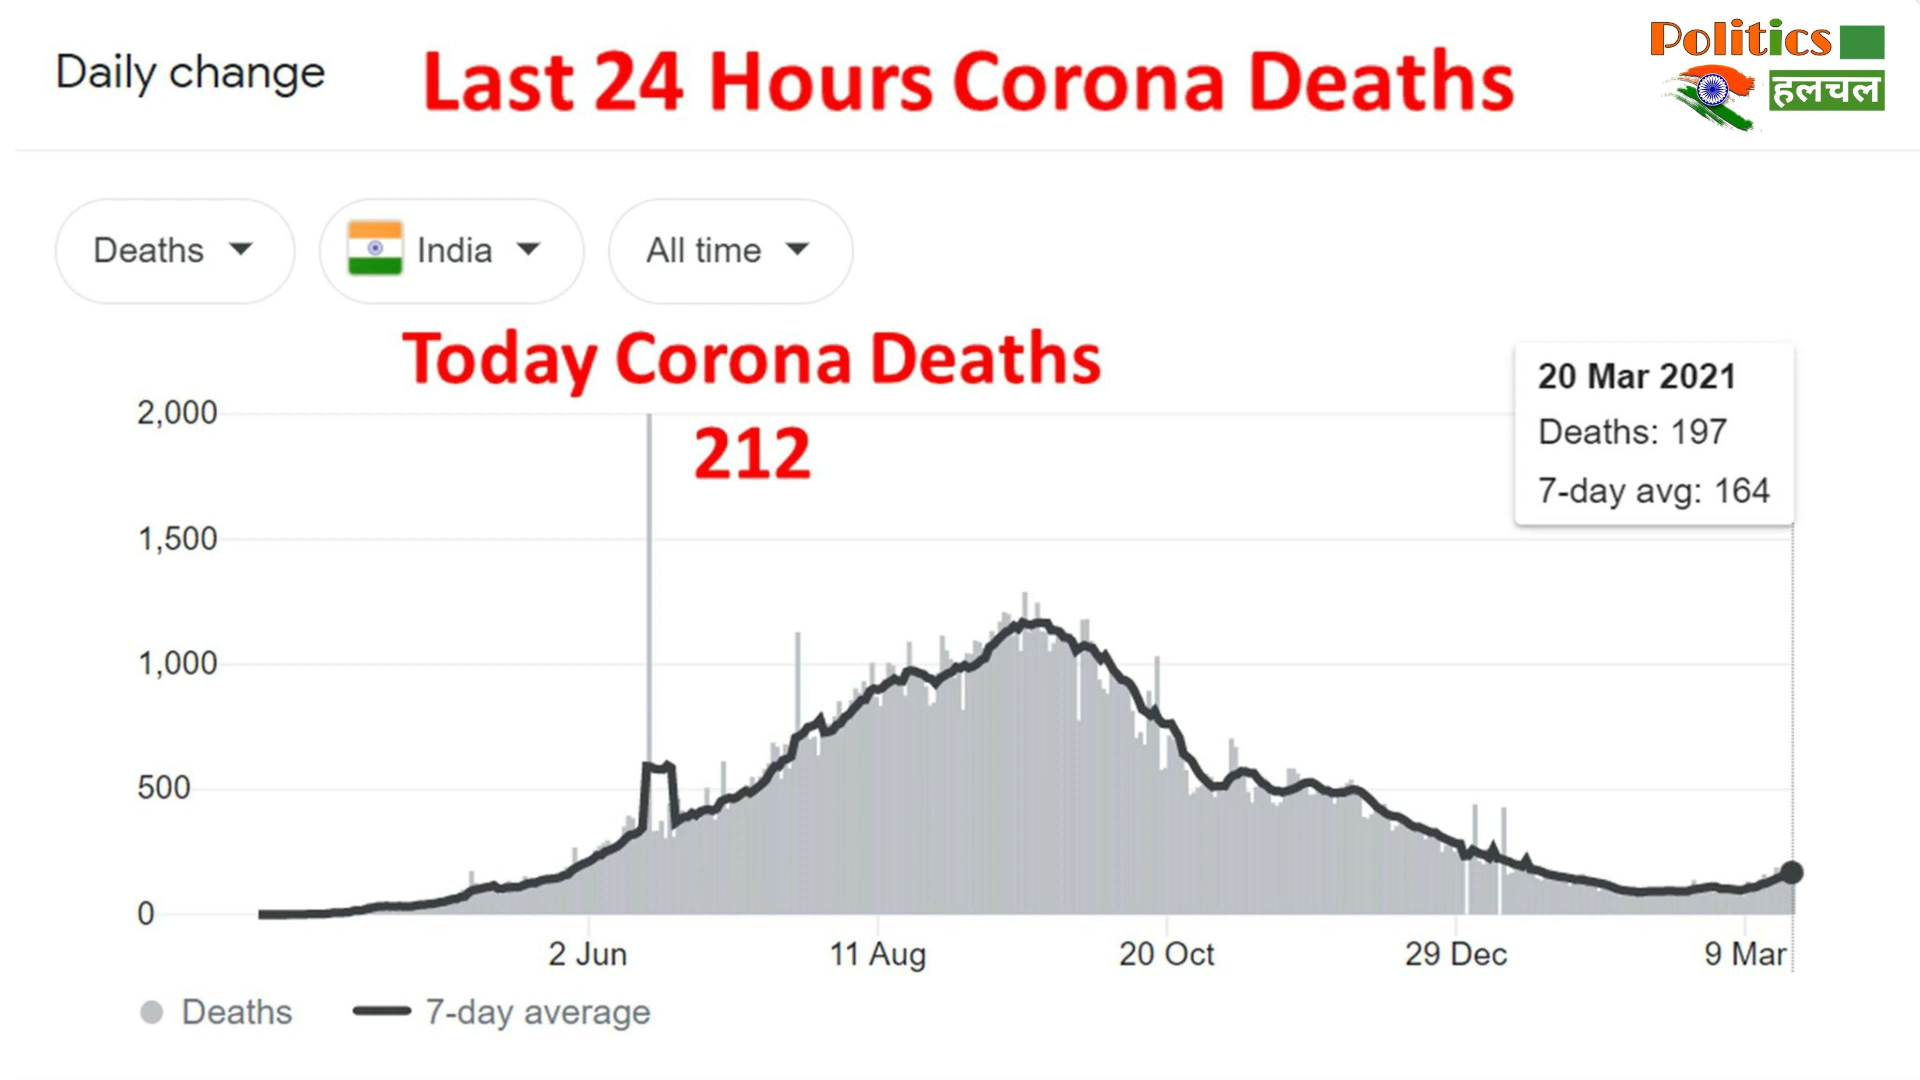 Daily change
Last 24 Hours Corona Deaths
Politics
हलचल
Deaths
India
All time
Today Corona Deaths
212
20 Mar 2021
Deaths: 197
7-day avg: 164
2,000
1,500
1,000
500
0
2 Jun 11 Aug 20 Oct 29 Dec 9 Mar
Deaths 7-day average